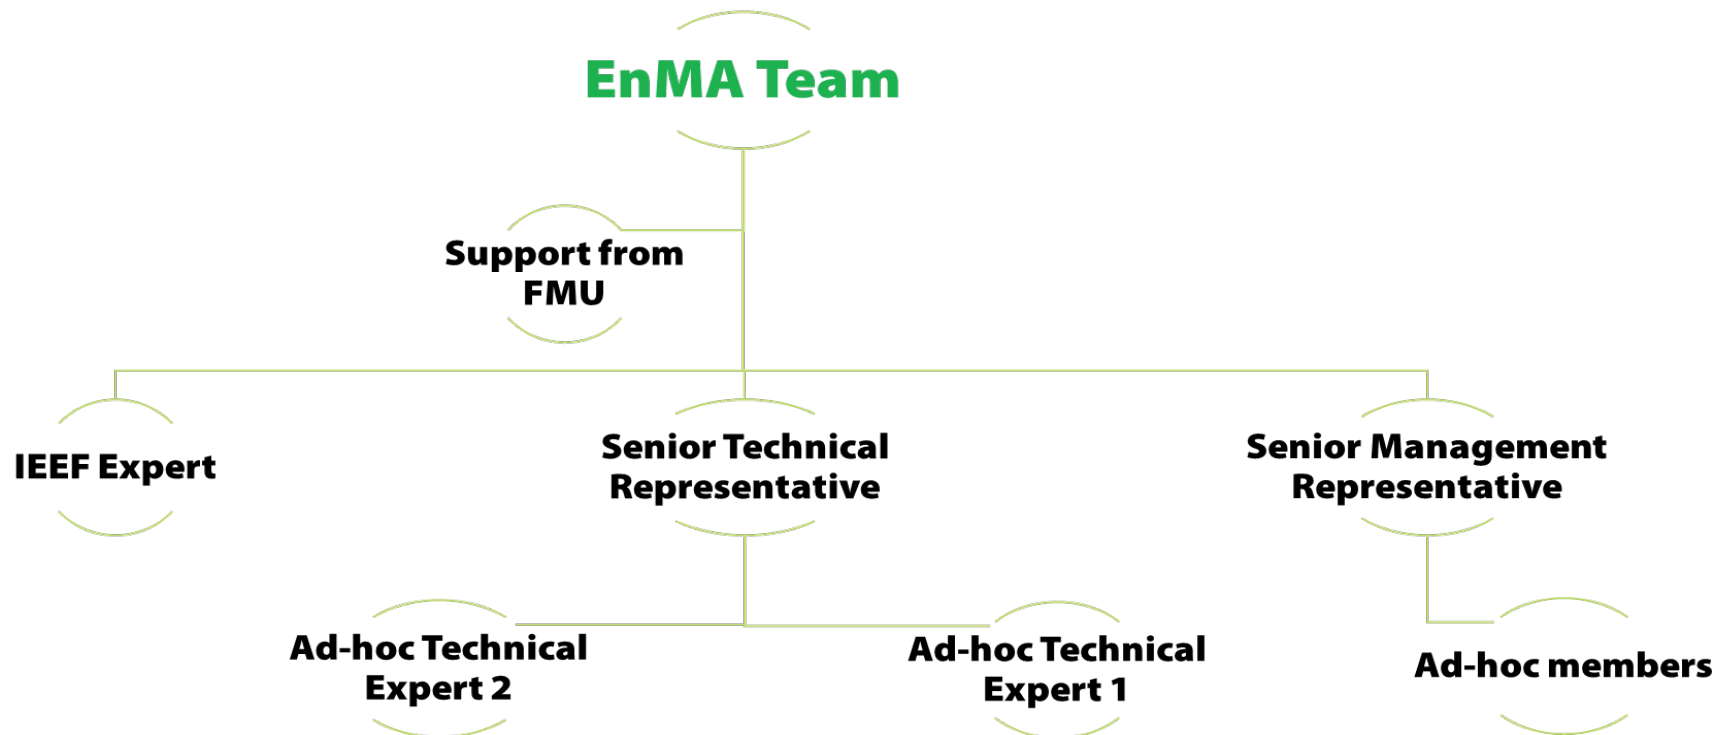 EnMA Team
Support from
FMU
IEEF Expert
Senior Technical
Representative
Senior Management
Representative
Ad-hoc Technical
Expert 2
Ad-hoc Technical
Expert 1
Ad-hoc members